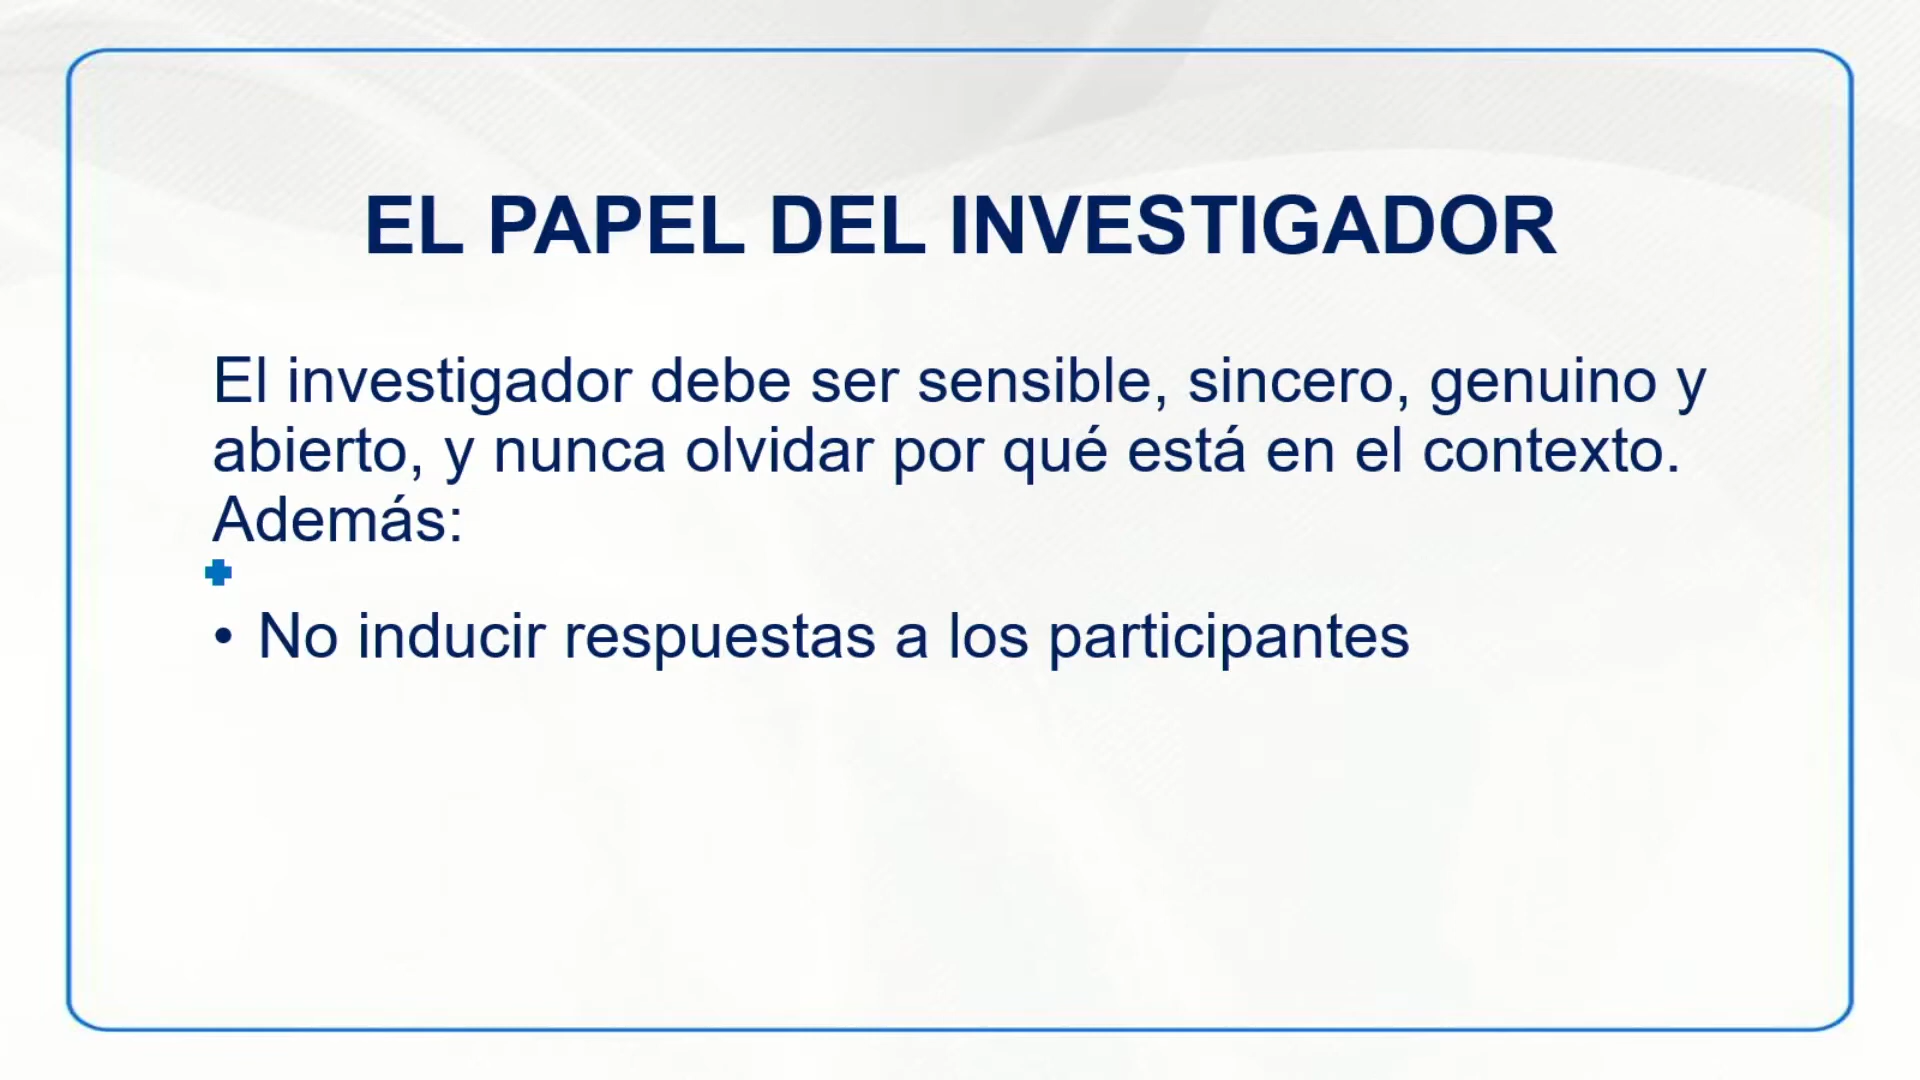 EL PAPEL DEL INVESTIGADOR
El investigador debe ser sensible, sincero, genuino y
abierto, y nunca olvidar por qué está en el contexto.
Además:
• No inducir respuestas a los participantes